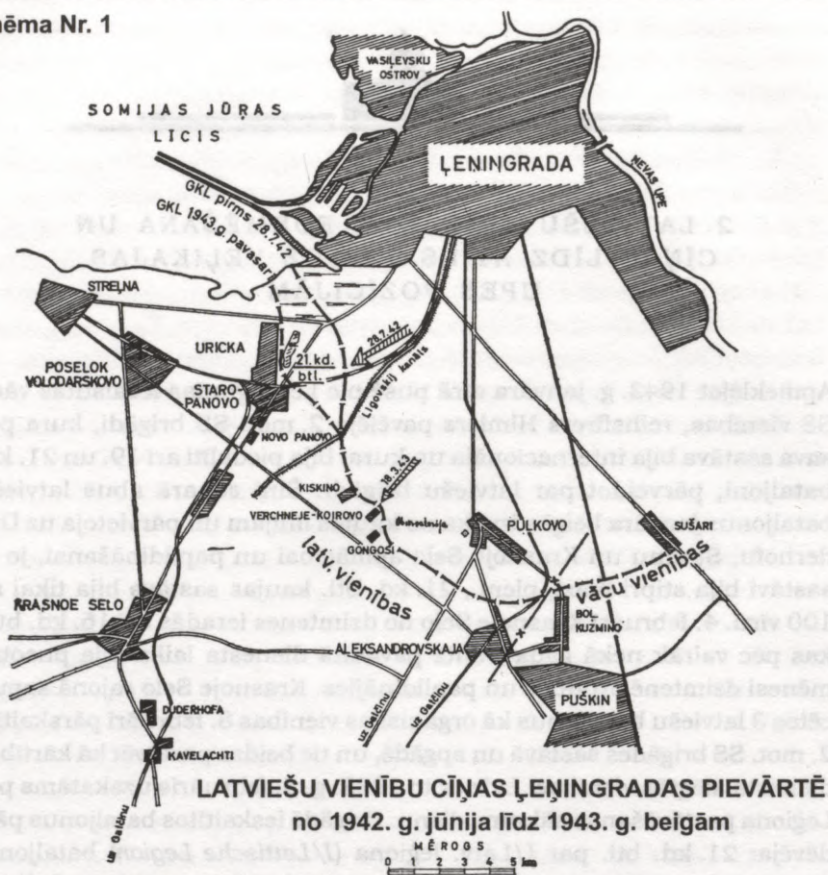 ēma Nr. 1
VASIĻEVSKIJ
OSTROV
SOMIJAS JŪRAS
LĪCIS
ĻENINGRADA
NEVAS UPE
GKL pirms 28.7.42
GKL 1943.g. pavasarī
STRELNA
URICKA
21. kd.
btl.
28.7.42
Ligovskij kanāls
POSELOK
VOLODARSKOVO
STARO-
PANOVO
NOVO PANOVO
KISKINO
18.3.43
VERCHNEJE-KOIROVO
GONGOSI
PULKOVO
SUŠARI
latv. vienības
vācu vienības
KRASNOE SELO
BOL.
KUZMINO
ALEKSANDROVSKAJA
PUŠKIN
DUDERHOFA
KAVELACHTI
uz Gatčinu
uz Gatčinu
uz Gatčinu
LATVIEŠU VIENĪBU CĪŅAS ĻENINGRADAS PIEVĀRTĒ
no 1942. g. jūnija līdz 1943. g. beigām
MĒROGS
0 1 2 3 4 5 km